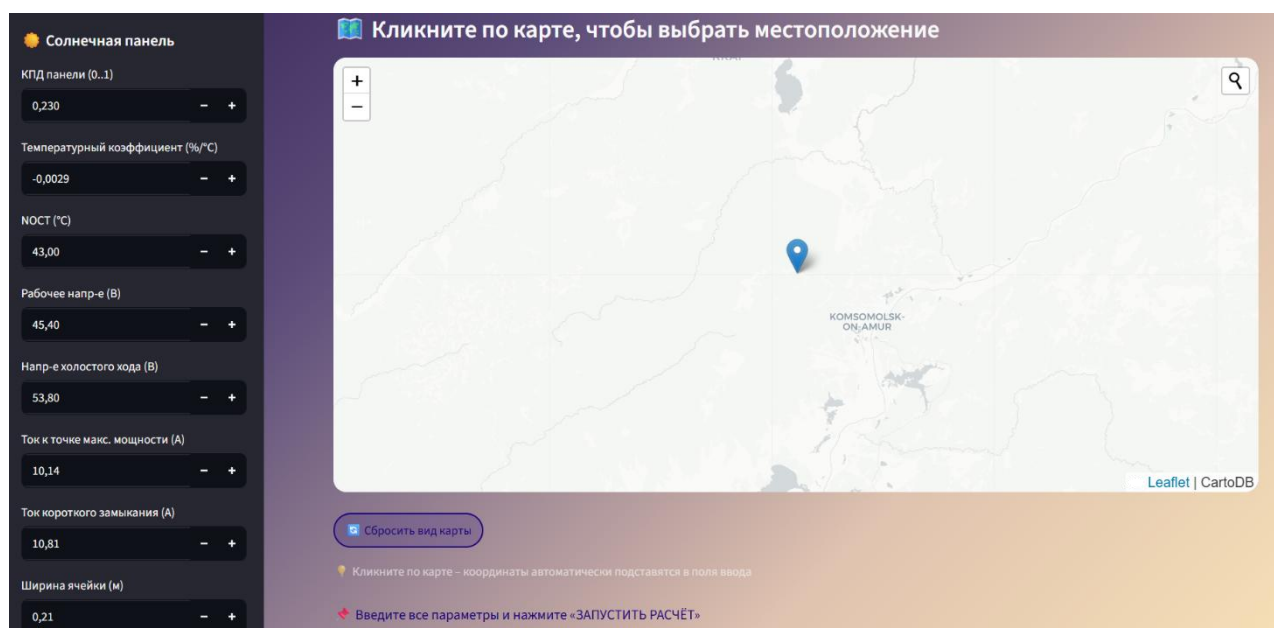 Солнечная панель
КПД панели (0..1)
0,230
Температурный коэффициент (%/°C)
-0,0029
NOCT (°C)
43,00
Рабочее напр-е (В)
45,40
Напр-е холостого хода (В)
53,80
Ток к точке макс. мощности (А)
10,14
Ток короткого замыкания (А)
10,81
Ширина ячейки (м)
0,21
Кликните по карте, чтобы выбрать местоположение
+
−
KOMSOMOLSK-
ON-AMUR
Leaflet | CartoDB
Сбросить вид карты
Кликните по карте – координаты автоматически подставятся в поля ввода
Введите все параметры и нажмите «ЗАПУСТИТЬ РАСЧЁТ»